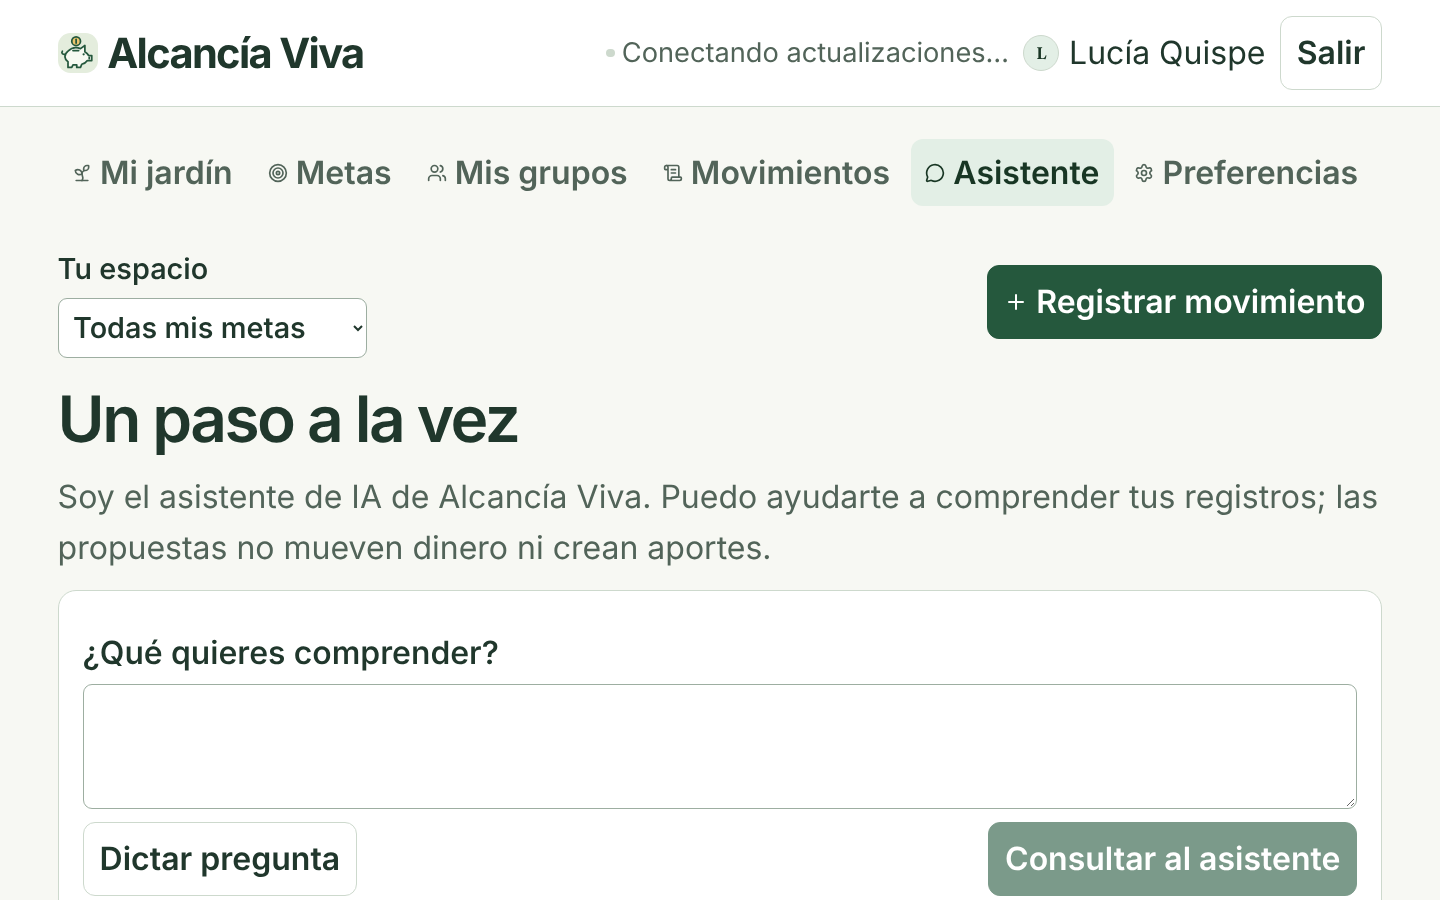 Alcancía Viva
Conectando actualizaciones...
L
Lucía Quispe
Salir
Mi jardín
Metas
Mis grupos
Movimientos
Asistente
Preferencias
Tu espacio
Todas mis metas
+ Registrar movimiento
Un paso a la vez
Soy el asistente de IA de Alcancía Viva. Puedo ayudarte a comprender tus registros; las
propuestas no mueven dinero ni crean aportes.
¿Qué quieres comprender?
Dictar pregunta
Consultar al asistente